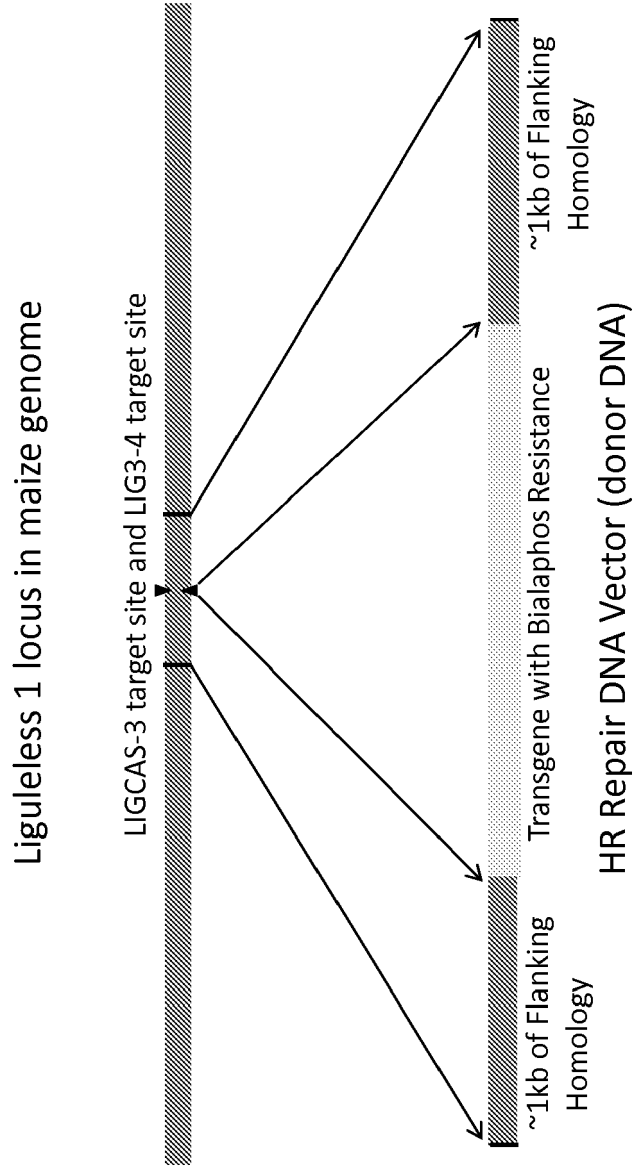 Liguleless 1 locus in maize genome
LIGCAS-3 target site and LIG3-4 target site
~1kb of Flanking
Homology
Transgene with Bialaphos Resistance
~1kb of Flanking
Homology
HR Repair DNA Vector (donor DNA)